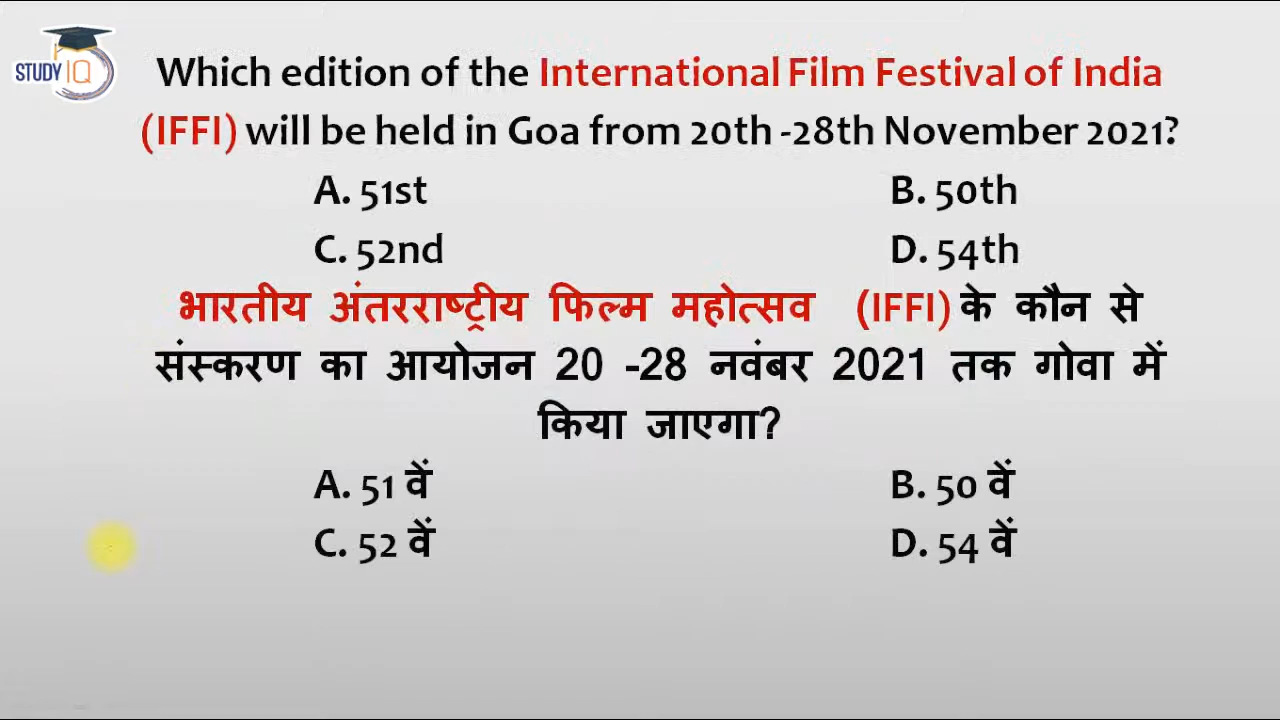 STUDY IQ
Which edition of the International Film Festival of India
(IFFI) will be held in Goa from 20th -28th November 2021?
A. 51st B. 50th
C. 52nd D. 54th
भारतीय अंतरराष्ट्रीय फिल्म महोत्सव (IFFI) के कौन से
संस्करण का आयोजन 20 -28 नवंबर 2021 तक गोवा में
किया जाएगा?
A. 51 वें B. 50 वें
C. 52 वें D. 54 वें